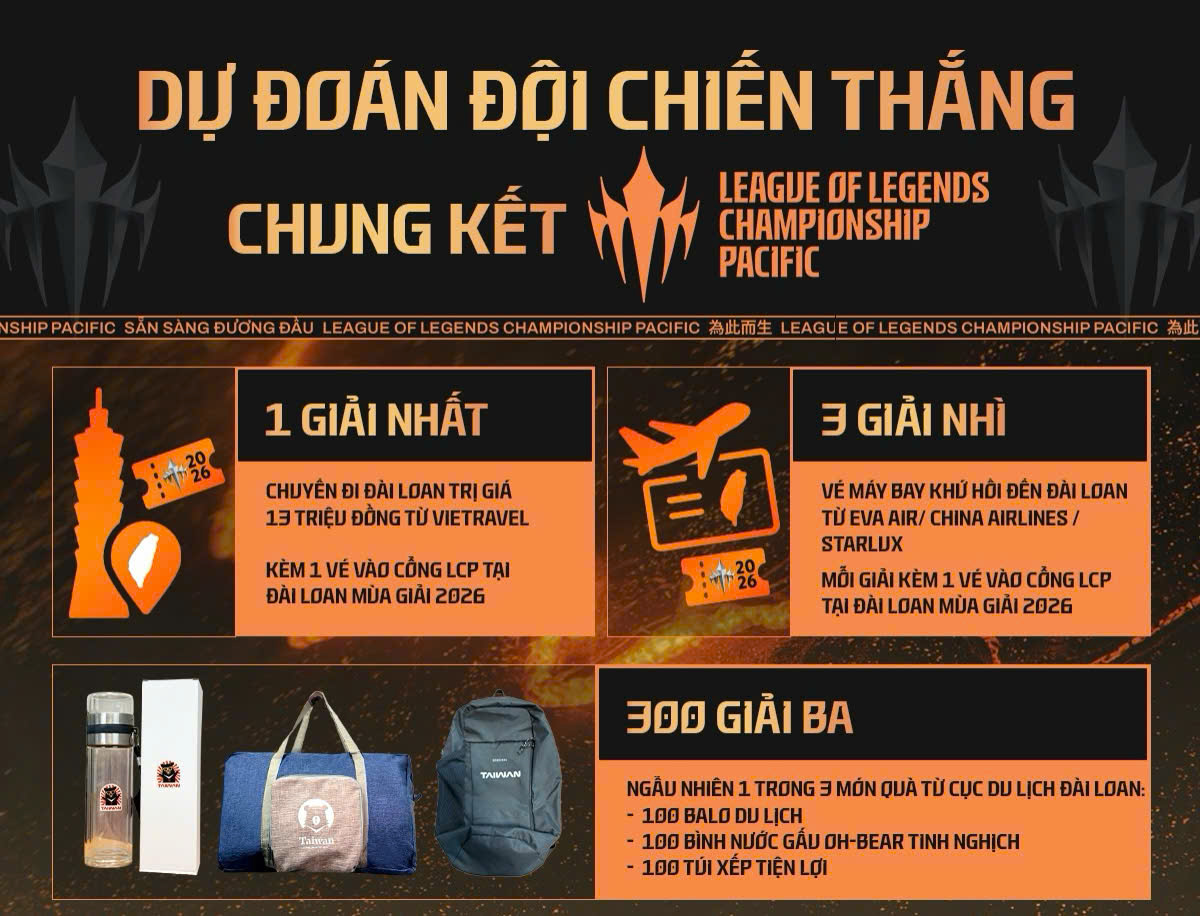 DỰ ĐOÁN ĐỘI CHIẾN THẮNG
CHUNG KẾT
LEAGUE OF LEGENDS
CHAMPIONSHIP
PACIFIC
NSHIP PACIFIC SẴN SÀNG ĐƯƠNG ĐẦU LEAGUE OF LEGENDS CHAMPIONSHIP PACIFIC 為此而生 LEAGUE OF LEGENDS CHAMPIONSHIP PACIFIC 為此
2026
1 GIẢI NHẤT
CHUYẾN ĐI ĐÀI LOAN TRỊ GIÁ
13 TRIỆU ĐỒNG TỪ VIETRAVEL
KÈM 1 VÉ VÀO CỔNG LCP TẠI
ĐÀI LOAN MÙA GIẢI 2026
2026
3 GIẢI NHÌ
VÉ MÁY BAY KHỨ HỒI ĐẾN ĐÀI LOAN
TỪ EVA AIR/ CHINA AIRLINES /
STARLUX
MỖI GIẢI KÈM 1 VÉ VÀO CỔNG LCP
TẠI ĐÀI LOAN MÙA GIẢI 2026
TAIWAN
TAIWAN
Taiwan
TAIWAN
300 GIẢI BA
NGẪU NHIÊN 1 TRONG 3 MÓN QUÀ TỪ CỤC DU LỊCH ĐÀI LOAN:
- 100 BALO DU LỊCH
- 100 BÌNH NƯỚC GẤU OH-BEAR TINH NGHỊCH
- 100 TÚI XẾP TIỆN LỢI